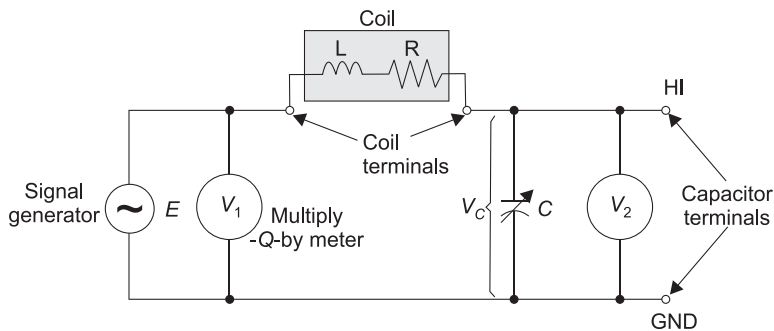 Coil
L
R
HI
Coil
terminals
Signal
generator
E
V1
Multiply
-Q-by meter
VC
C
V2
Capacitor
terminals
GND